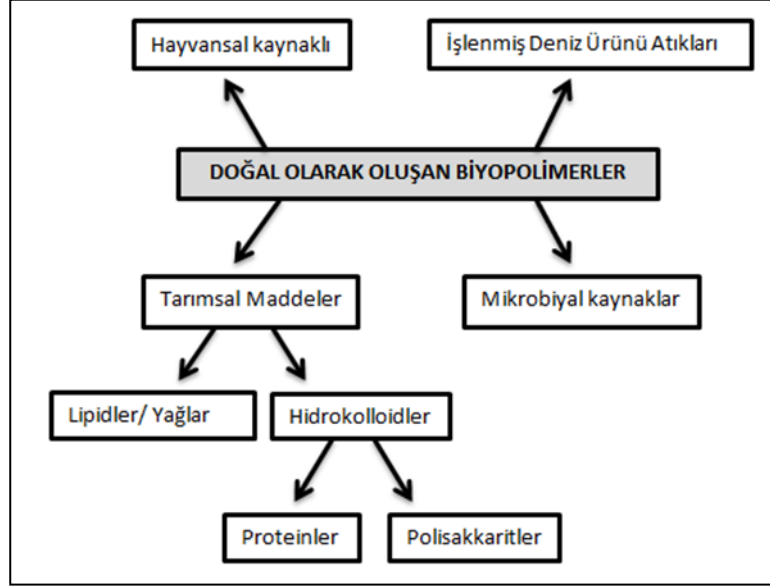 Hayvansal kaynaklı
İşlenmiş Deniz Ürünü Atıkları
DOĞAL OLARAK OLUŞAN BİYOPOLİMERLER
Tarımsal Maddeler
Mikrobiyal kaynaklar
Lipidler/ Yağlar
Hidrokolloidler
Proteinler
Polisakkaritler